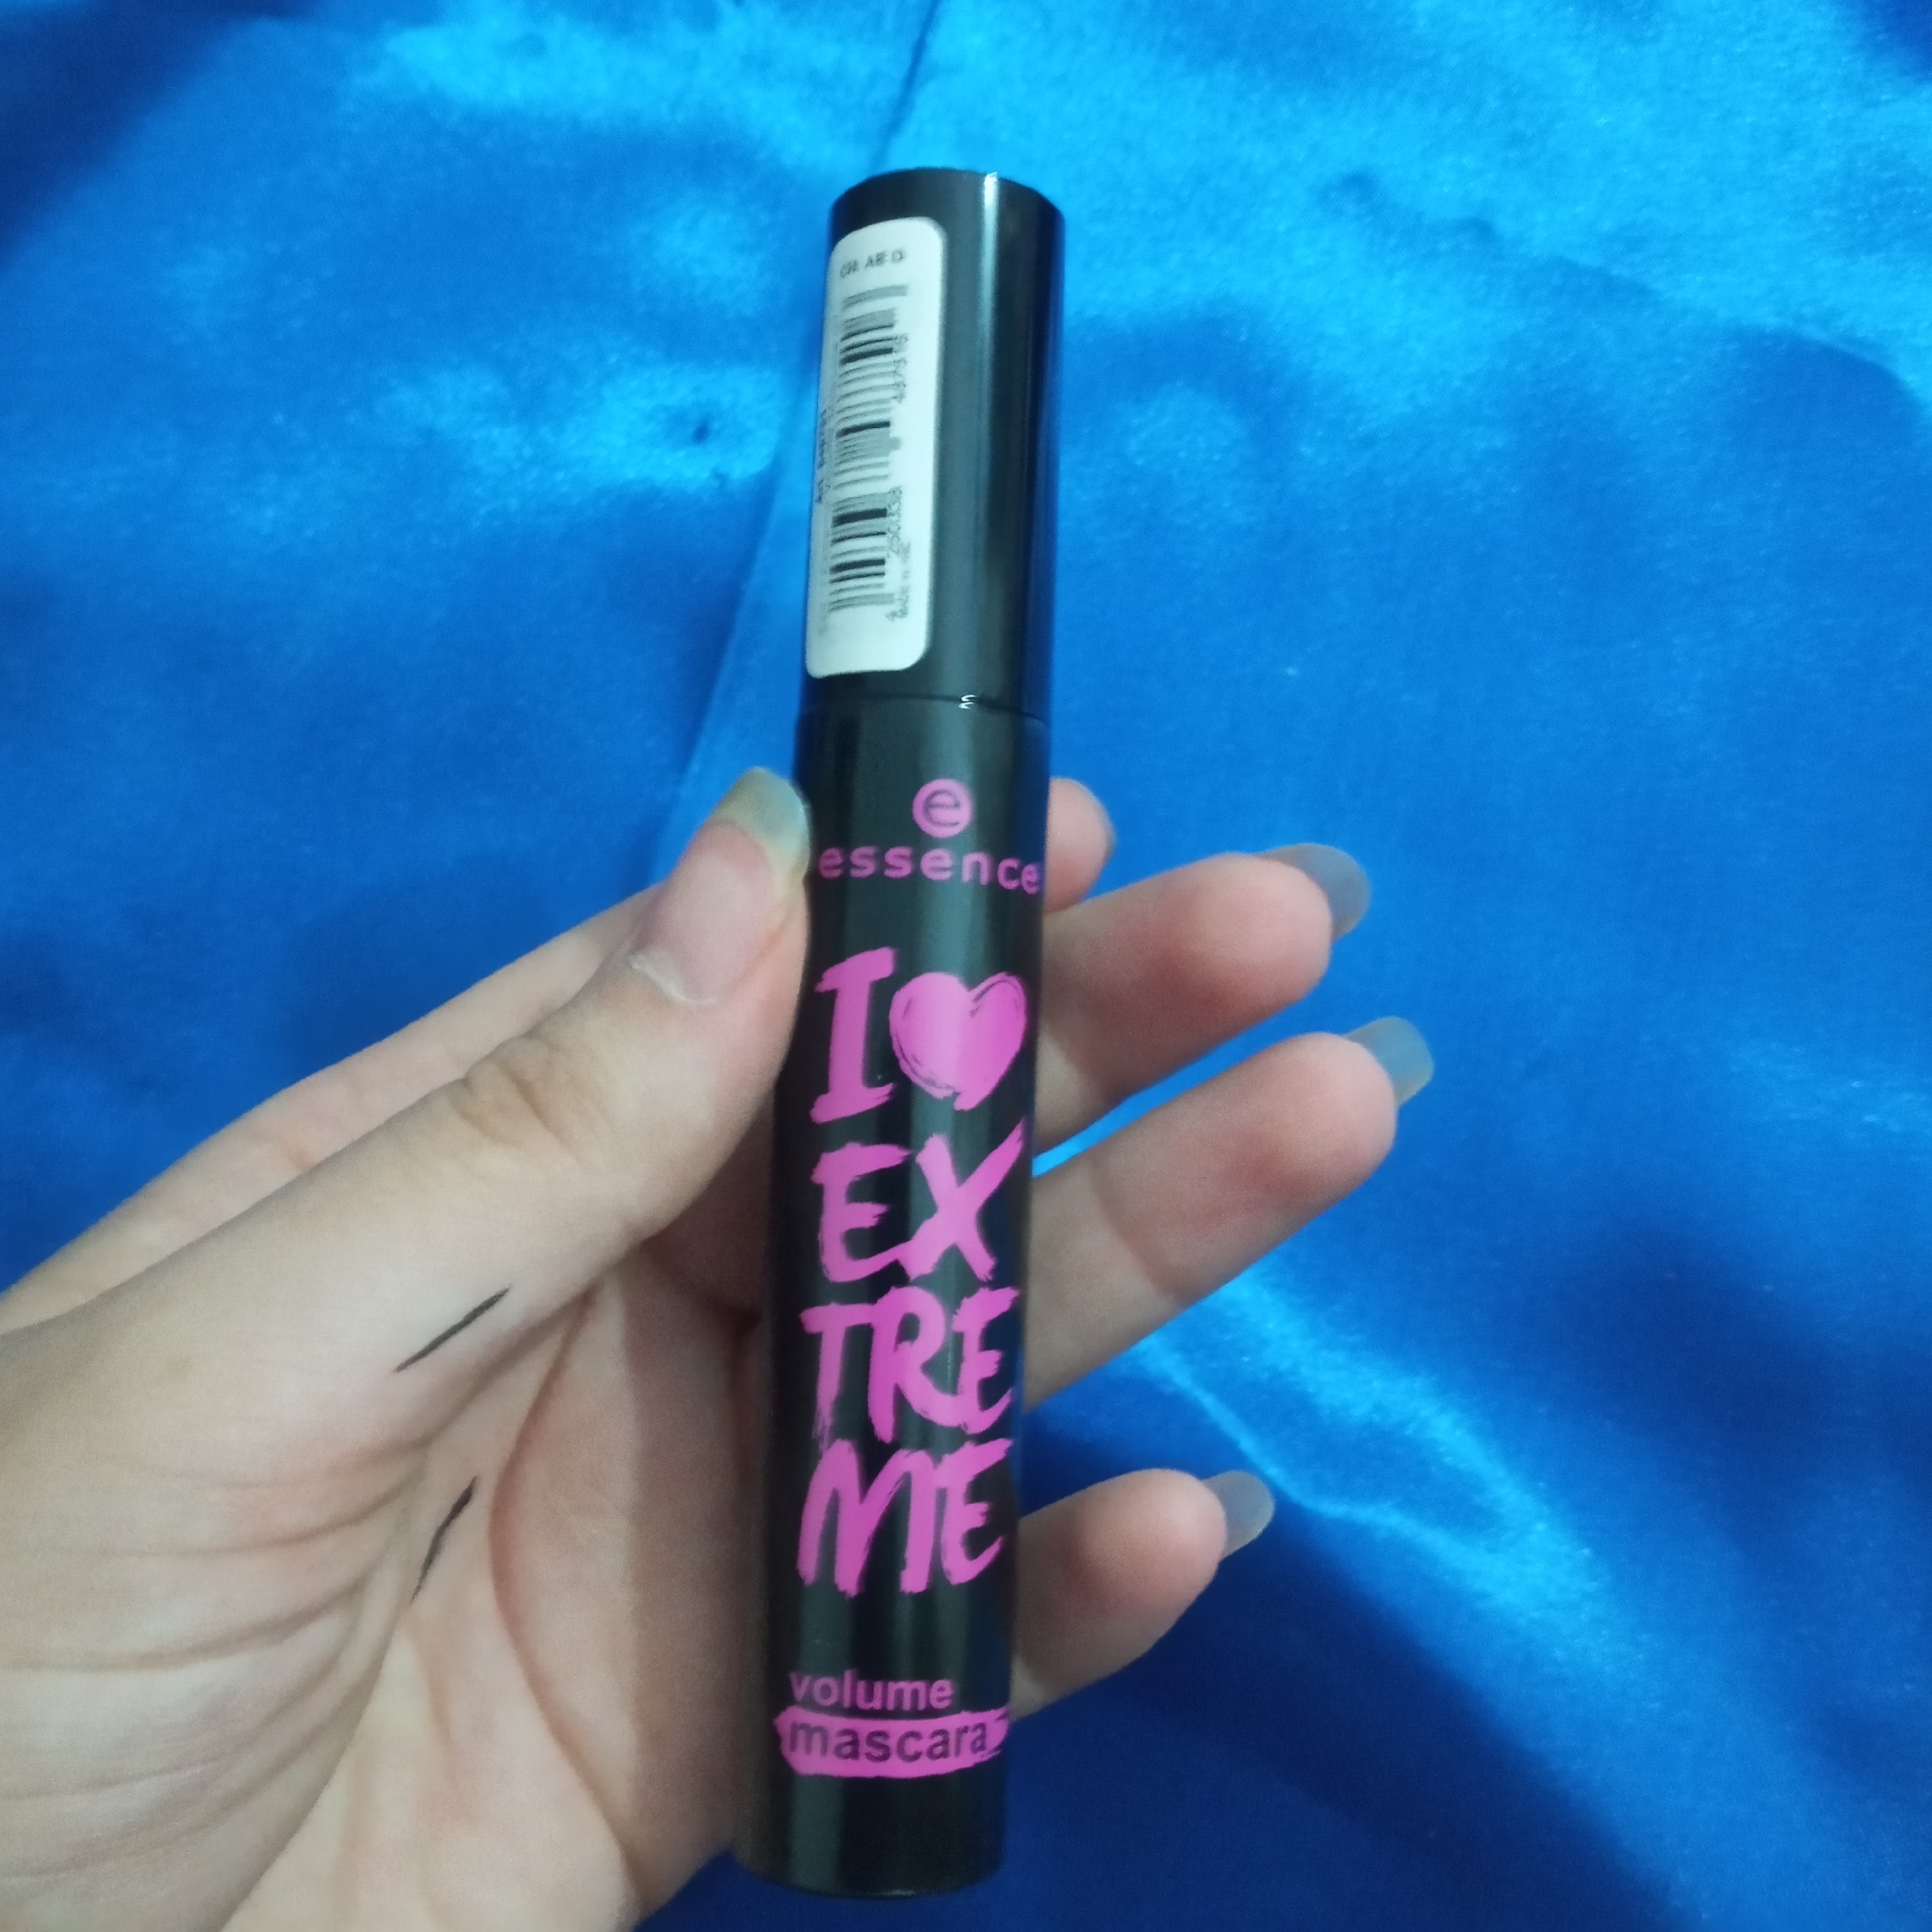 e
essence
I
EX
TRE
ME
volume
mascara